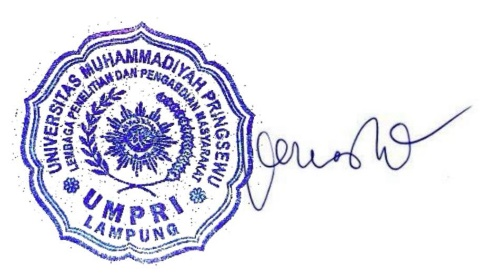 UNIVERSITAS MUHAMMADIYAH PRINGSEWU
LEMBAGA PENELITIAN DAN PENGABDIAN MASYARAKAT
UMPRI
LAMPUNG